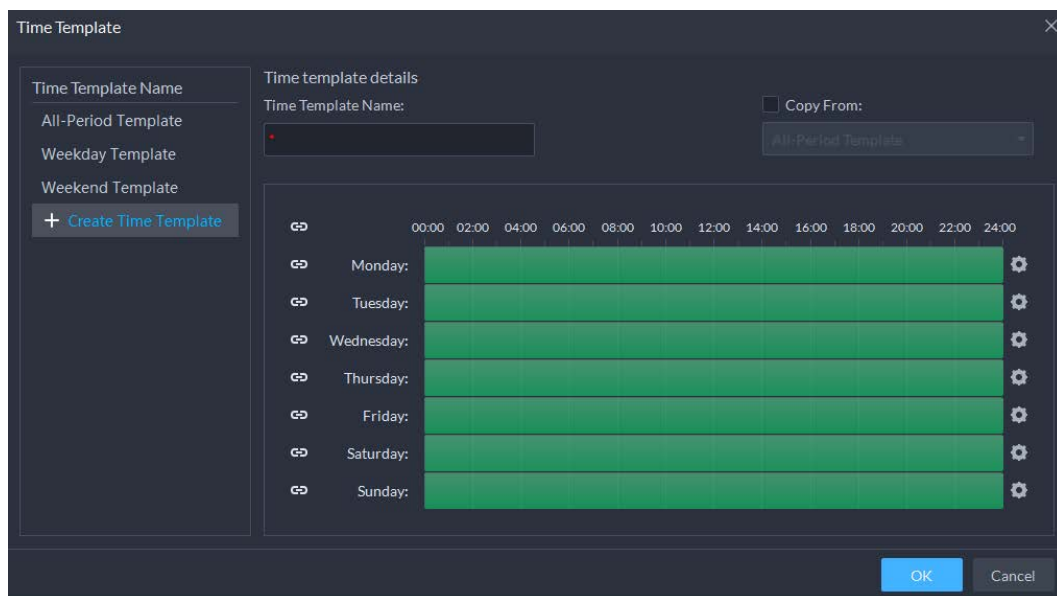 Time Template
Time Template Name
All-Period Template
Weekday Template
Weekend Template
+ Create Time Template
Time template details
Time Template Name:
*
Copy From:
All-Period Template
00:00 02:00 04:00 06:00 08:00 10:00 12:00 14:00 16:00 18:00 20:00 22:00 24:00
Monday:
Tuesday:
Wednesday:
Thursday:
Friday:
Saturday:
Sunday:
OK Cancel